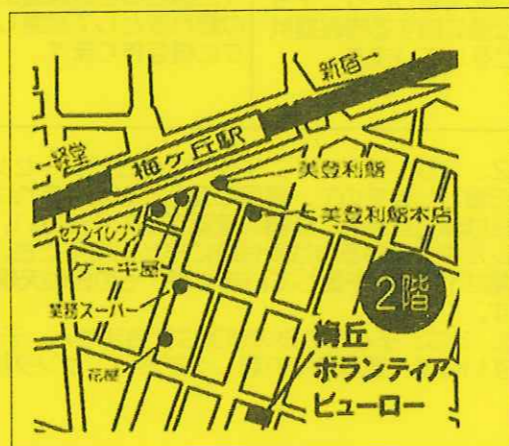 新宿→
←経堂
梅ヶ丘駅
美登利鮨
美登利鮨本店
セブンイレブン
ケーキ屋
業務スーパー
花屋
2階
梅丘
ボランティア
ビューロー